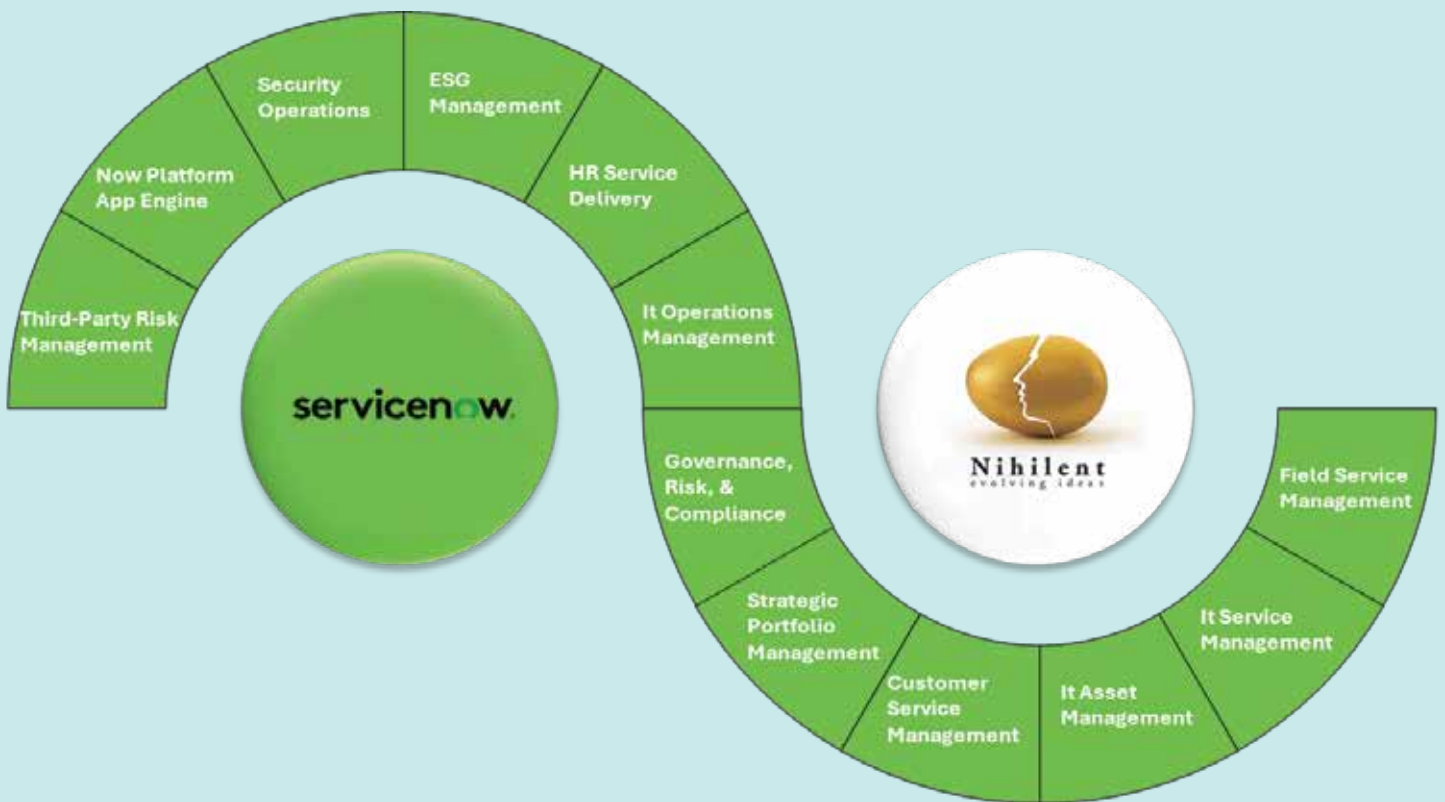 Security
Operations
ESG
Management
Now Platform
App Engine
HR Service
Delivery
Third-Party Risk
Management
It Operations
Management
servicenow.
Nihilent
evolving ideas
Governance,
Risk, &
Compliance
Field Service
Management
Strategic
Portfolio
Management
It Service
Management
Customer
Service
Management
It Asset
Management